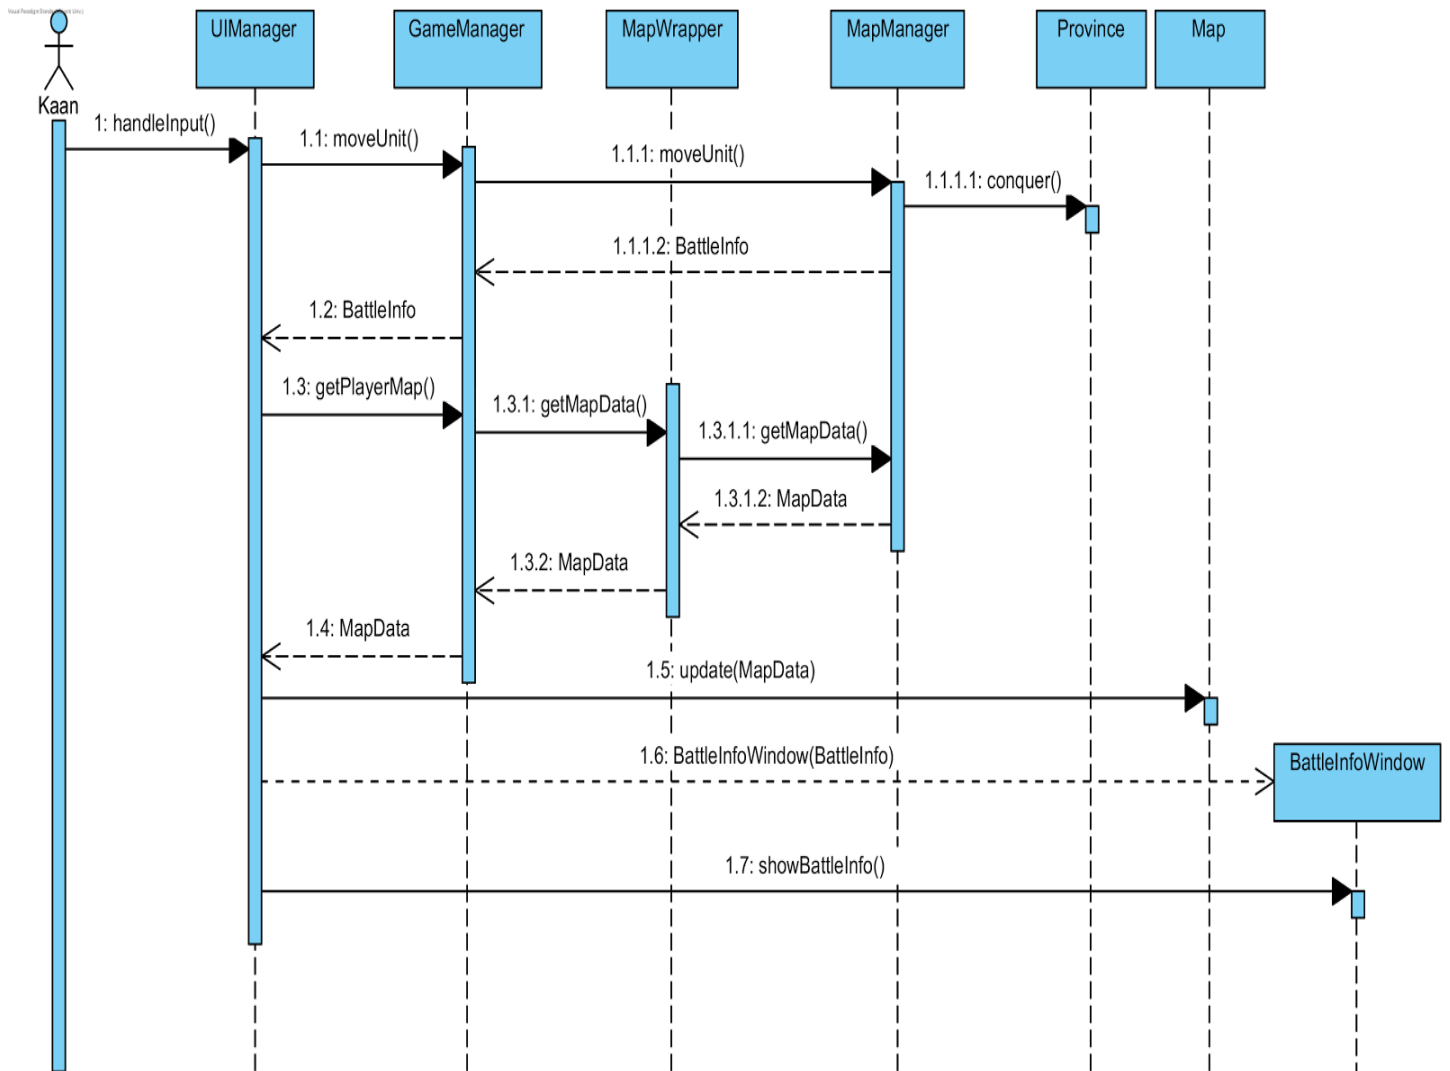 UIManager
GameManager
MapWrapper
MapManager
Province
Map
Kaan
1: handleInput()
1.1: moveUnit()
1.1.1: moveUnit()
1.1.1.1: conquer()
1.1.1.2: BattleInfo
1.2: BattleInfo
1.3: getPlayerMap()
1.3.1: getMapData()
1.3.1.1: getMapData()
1.3.1.2: MapData
1.3.2: MapData
1.4: MapData
1.5: update(MapData)
1.6: BattleInfoWindow(BattleInfo)
BattleInfoWindow
1.7: showBattleInfo()